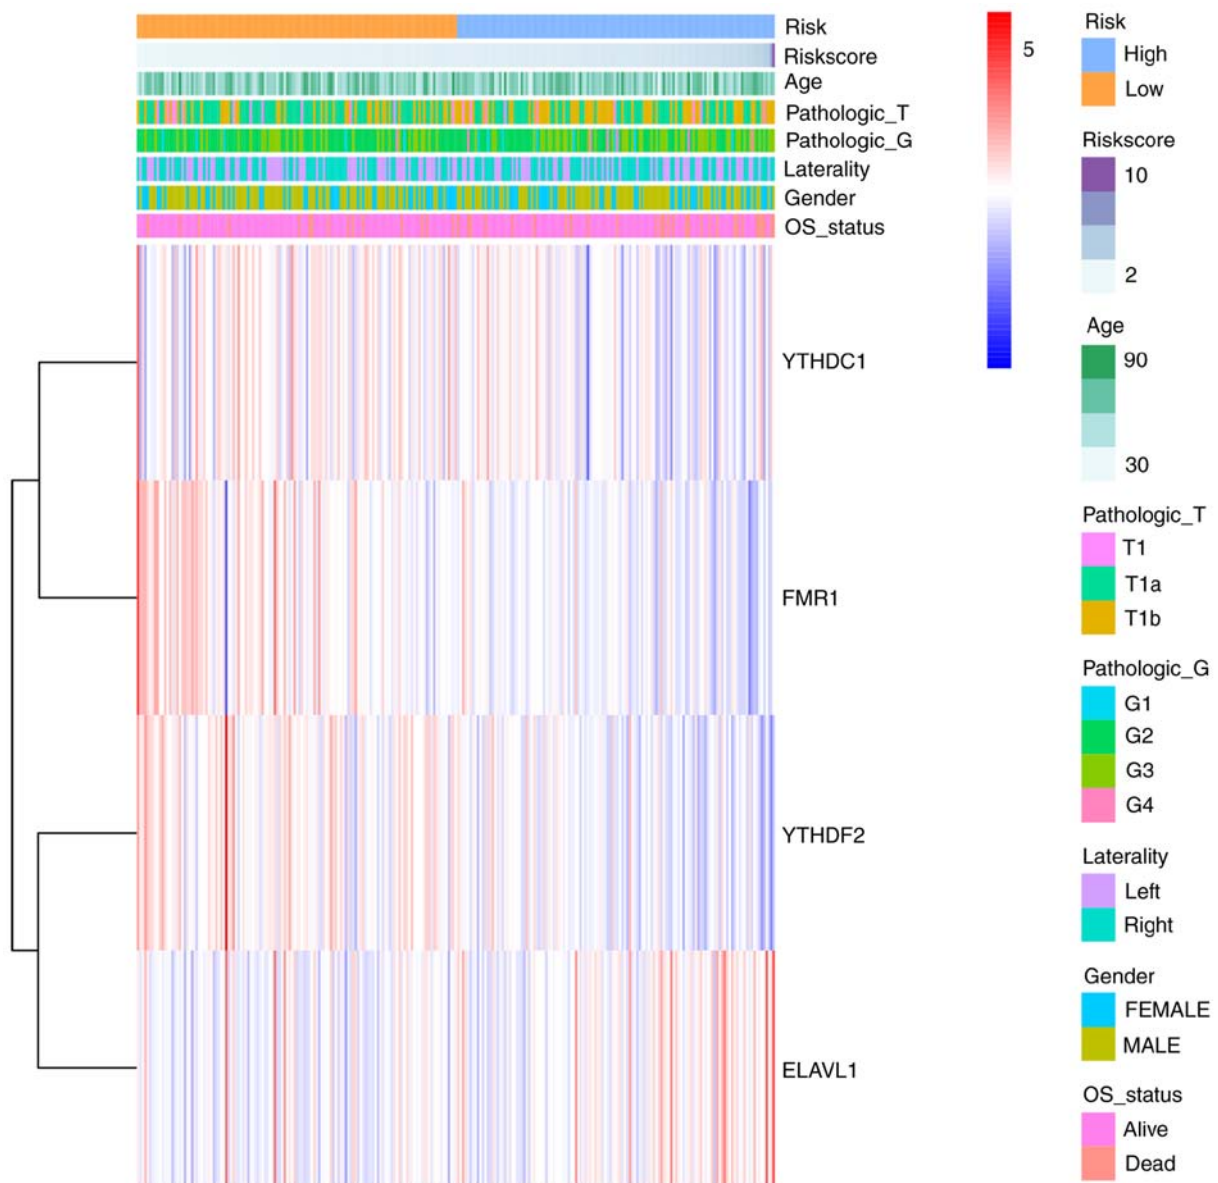 Risk
Riskscore
Age
Pathologic_T
Pathologic_G
Laterality
Gender
OS_status
YTHDC1
FMR1
YTHDF2
ELAVL1
5
Risk
High
Low
Riskscore
10
2
Age
90
30
Pathologic_T
T1
T1a
T1b
Pathologic_G
G1
G2
G3
G4
Laterality
Left
Right
Gender
FEMALE
MALE
OS_status
Alive
Dead